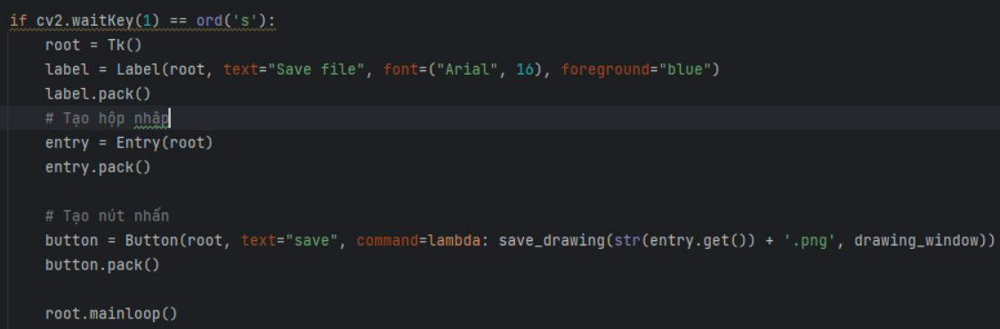 if cv2.waitKey(1) == ord('s'):
    root = Tk()
    label = Label(root, text="Save file", font=("Arial", 16), foreground="blue")
    label.pack()
    # Tạo hộp nhập
    entry = Entry(root)
    entry.pack()
    # Tạo nút nhấn
    button = Button(root, text="save", command=lambda: save_drawing(str(entry.get()) + '.png', drawing_window))
    button.pack()
    root.mainloop()